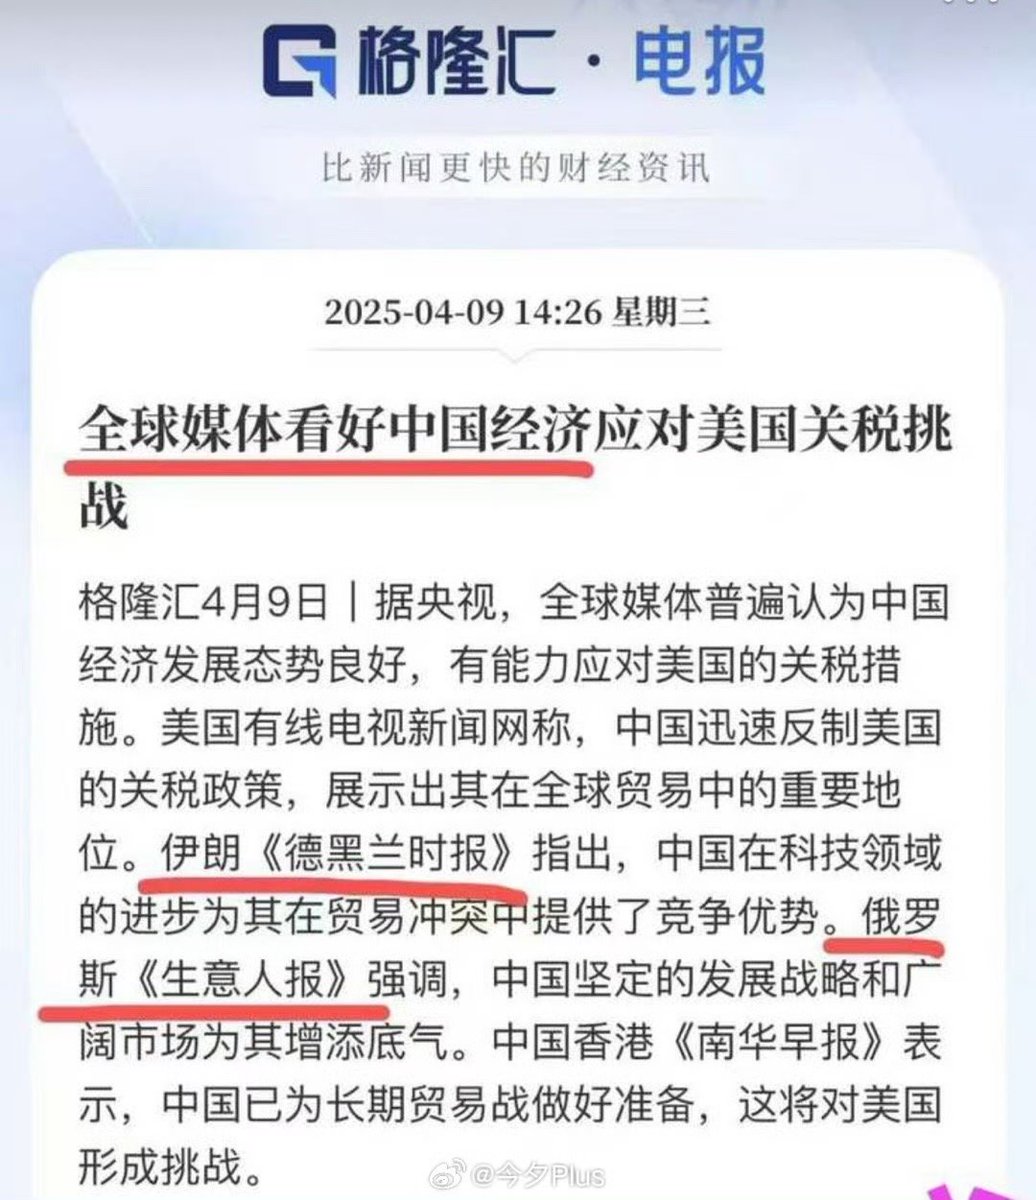 格隆汇·电报
比新闻更快的财经资讯
2025-04-09 14:26 星期三
全球媒体看好中国经济应对美国关税挑
战
格隆汇4月9日|据央视，全球媒体普遍认为中国
经济发展态势良好，有能力应对美国的关税措
施。美国有线电视新闻网称，中国迅速反制美国
的关税政策，展示出其在全球贸易中的重要地
位。伊朗《德黑兰时报》指出，中国在科技领域
的进步为其在贸易冲突中提供了竞争优势。俄罗
斯《生意人报》强调，中国坚定的发展战略和广
阔市场为其增添底气。中国香港《南华早报》表
示，中国已为长期贸易战做好准备，这将对美国
形成挑战。
@今夕Plus